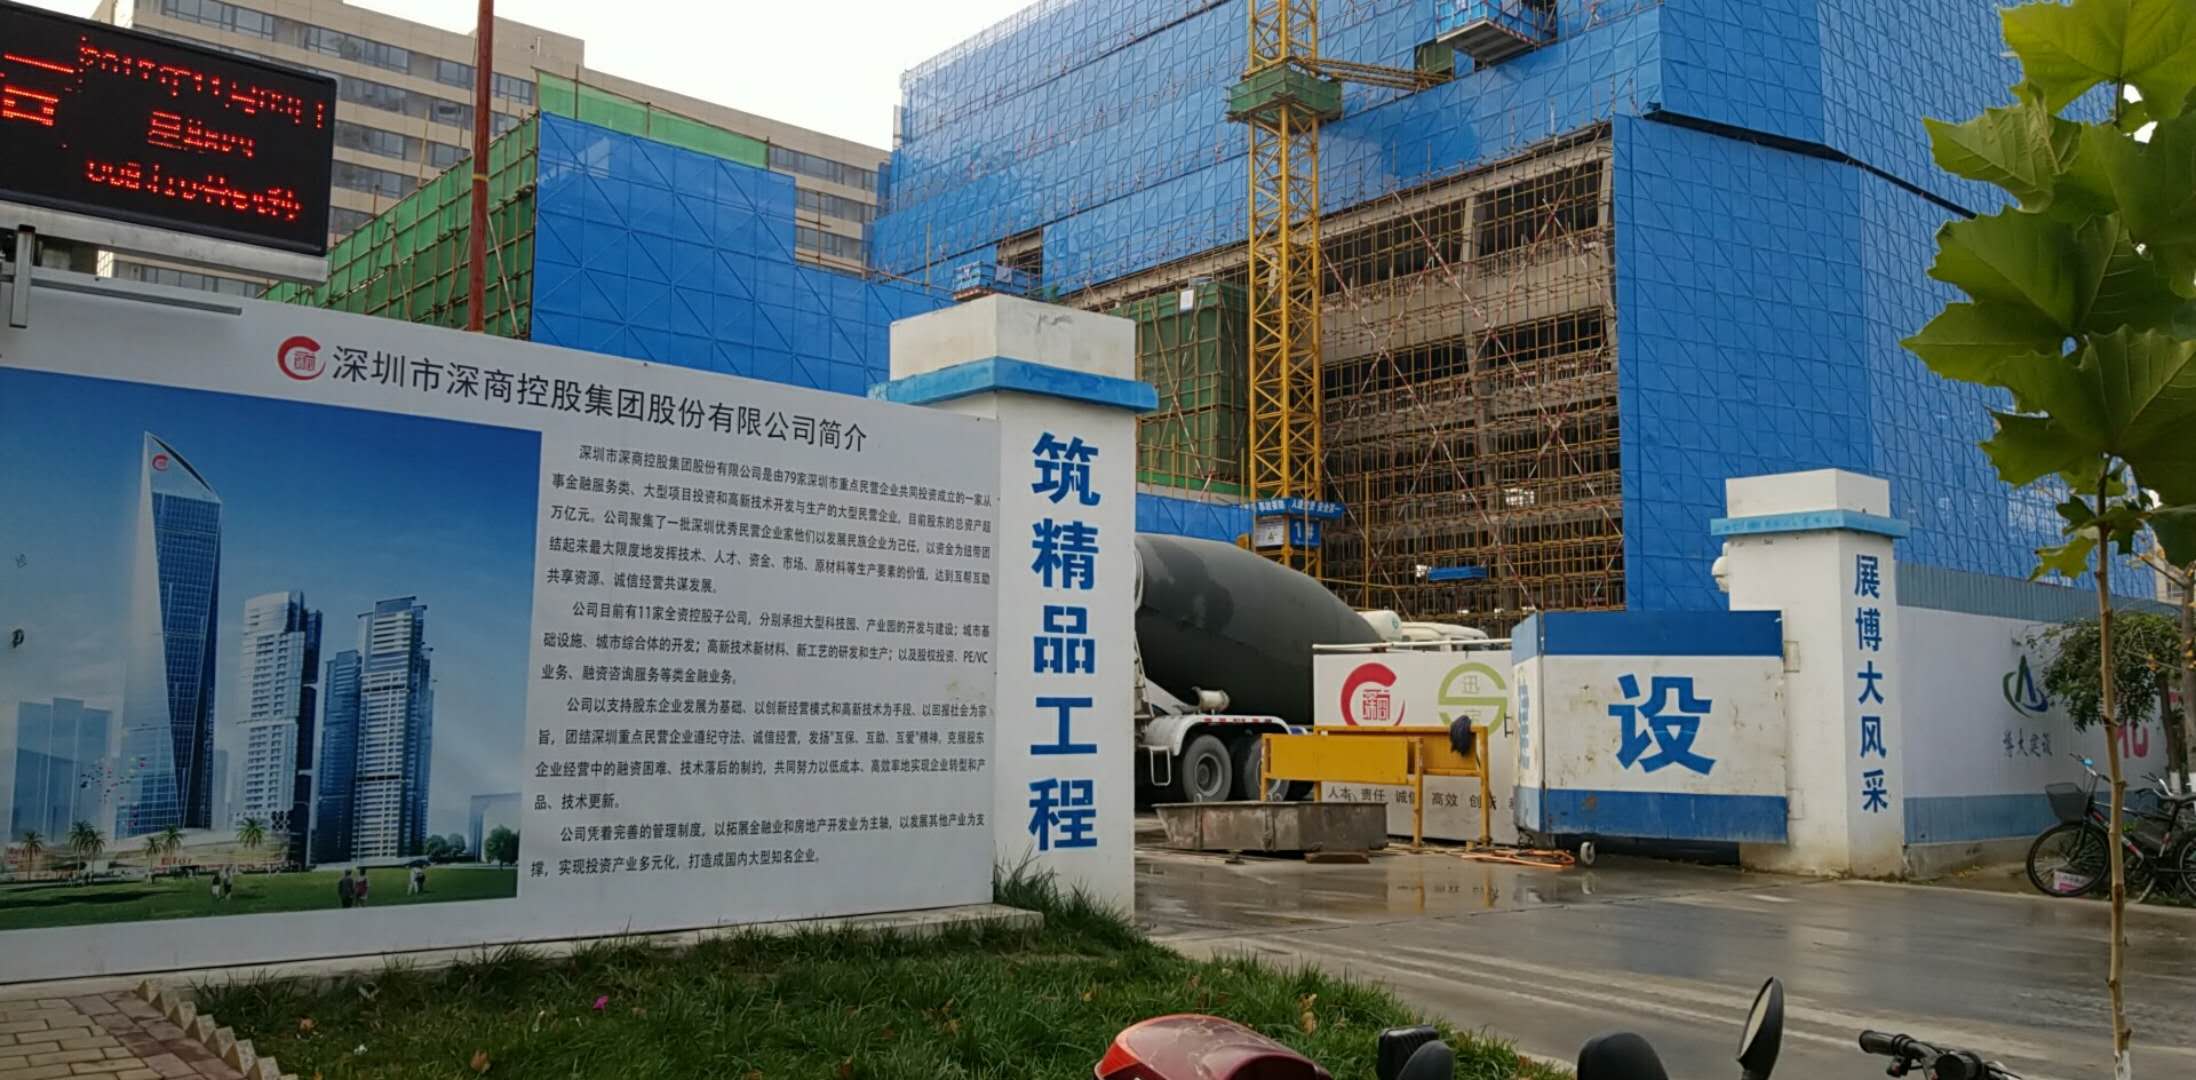 星期四
深圳市深商控股集团股份有限公司简介
深圳市深商控股集团股份有限公司是由79家深圳市重点民营企业共同投资成立的一家从
事金融服务类、大型项目投资和高新技术开发与生产的大型民营企业,目前股东的总资产超
万亿元。公司聚集了一批深圳优秀民营企业家他们以发展民族企业为己任,以资金为纽带团
结起来最大限度地发挥技术、人才、资金、市场、原材料等生产要素的价值,达到互帮互助
共享资源、诚信经营共谋发展。
公司目前有11家全资控股子公司,分别承担大型科技园、产业园的开发与建设;城市基
础设施、城市综合体的开发;高新技术新材料、新工艺的研发和生产;以及股权投资、PE/VC
业务、融资咨询服务等类金融业务。
公司以支持股东企业发展为基础、以创新经营模式和高新技术为手段、以回报社会为宗
旨,团结深圳重点民营企业遵纪守法、诚信经营,发扬"互保、互助、互爱"精神,克服股东
企业经营中的融资困难、技术落后的制约,共同努力以低成本、高效率地实现企业转型和产
品、技术更新。
公司凭着完善的管理制度,以拓展金融业和房地产开发业为主轴,以发展其他产业为支
撑,实现投资产业多元化,打造成国内大型知名企业。
筑精品工程
深商
人本 责任 诚信 高效 创
设
展博大风采